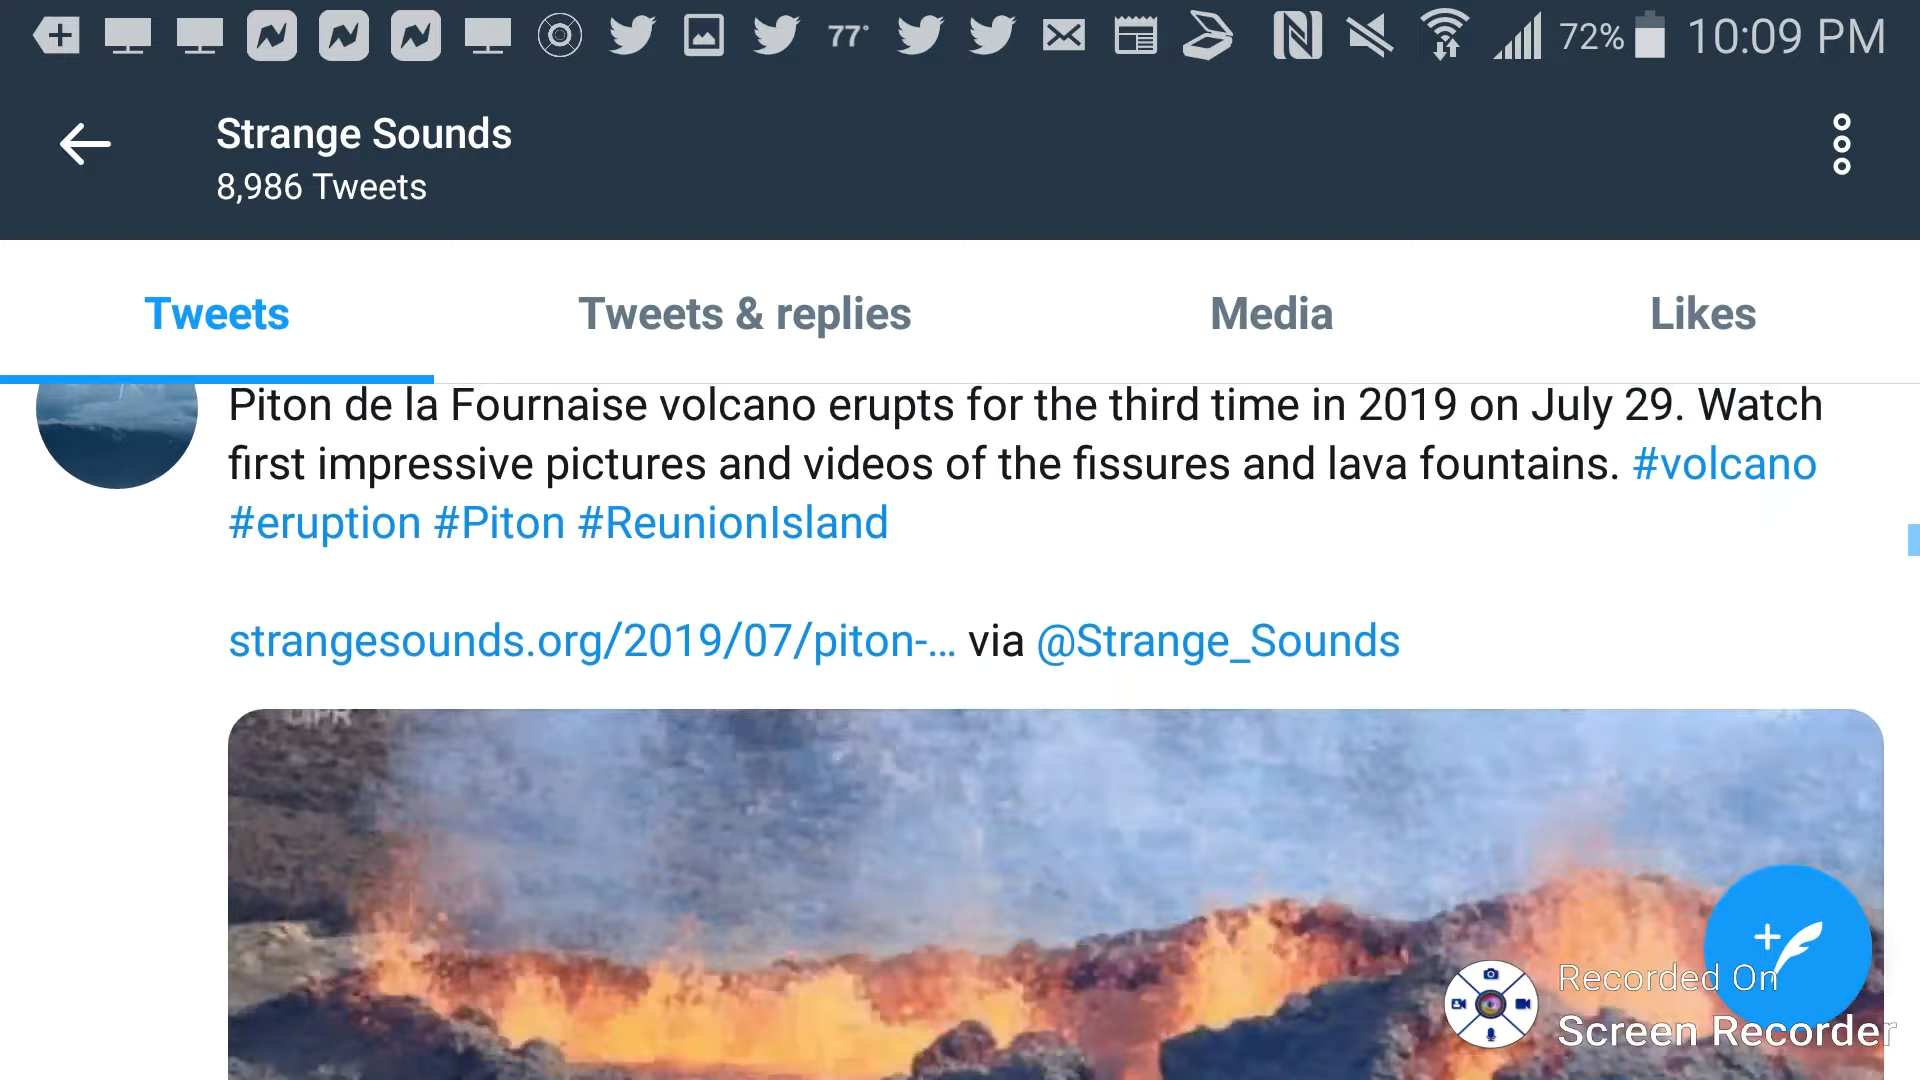 77° 72% 10:09 PM
Strange Sounds
8,986 Tweets
Tweets Tweets & replies Media Likes
Piton de la Fournaise volcano erupts for the third time in 2019 on July 29. Watch
first impressive pictures and videos of the fissures and lava fountains. #volcano
#eruption #Piton #ReunionIsland
strangesounds.org/2019/07/piton-... via @Strange_Sounds
Recorded On
Screen Recorder